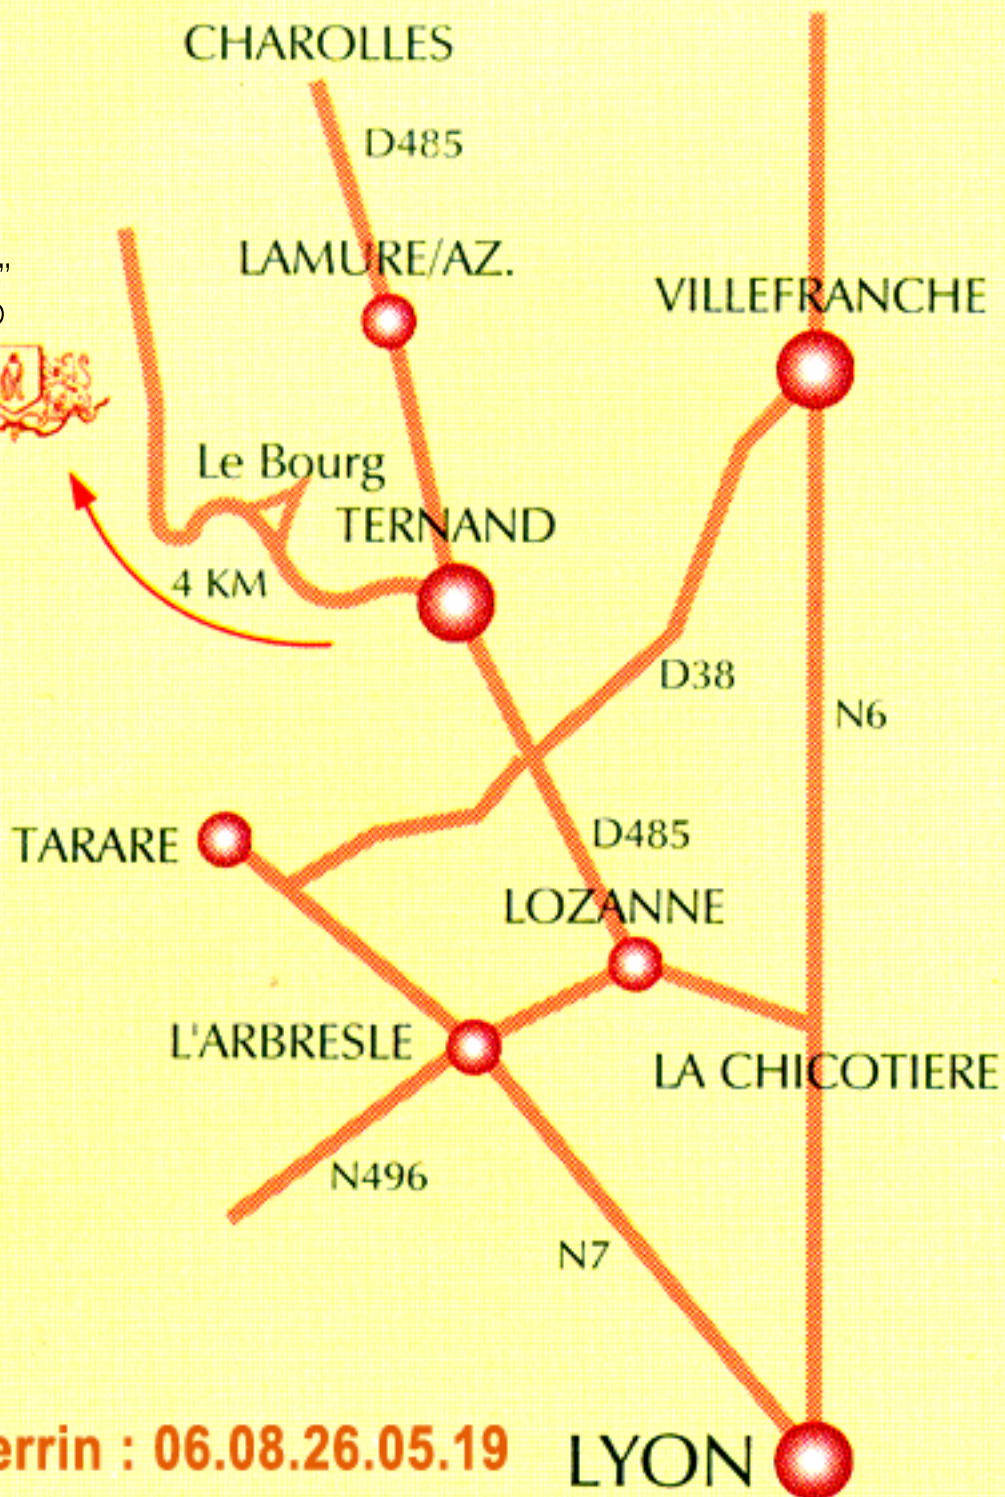 CHAROLLES
D485
LAMURE/AZ.
VILLEFRANCHE
Le Bourg
TERNAND
4 KM
D38
N6
TARARE
D485
LOZANNE
L'ARBRESLE
LA CHICOTIERE
N496
N7
: 06.08.26.05.19
LYON